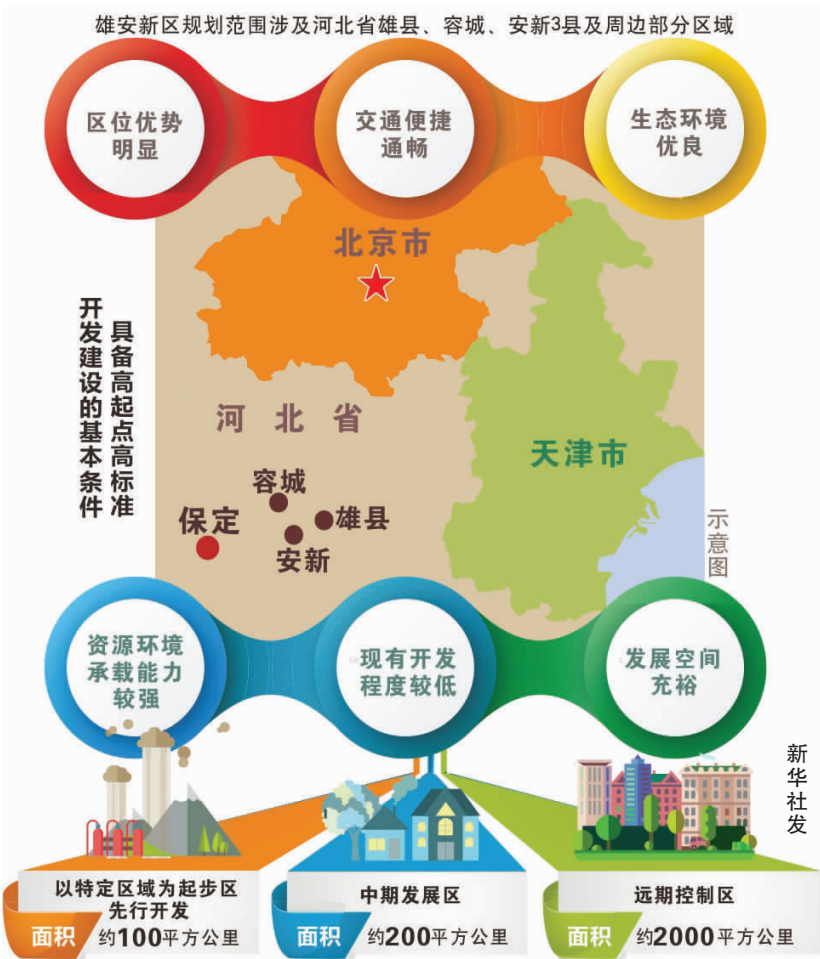 雄安新区规划范围涉及河北省雄县、容城、安新3县及周边部分区域
区位优势
明显
交通便捷
通畅
生态环境
优良
北京市
具备高起点高标准
开发建设的基本条件
河北省
天津市
容城
保定
雄县
安新
示意图
资源环境
承载能力
较强
现有开发
程度较低
发展空间
充裕
新华社发
以特定区域为起步区
先行开发
面积 约100平方公里
中期发展区
面积 约200平方公里
远期控制区
面积 约2000平方公里